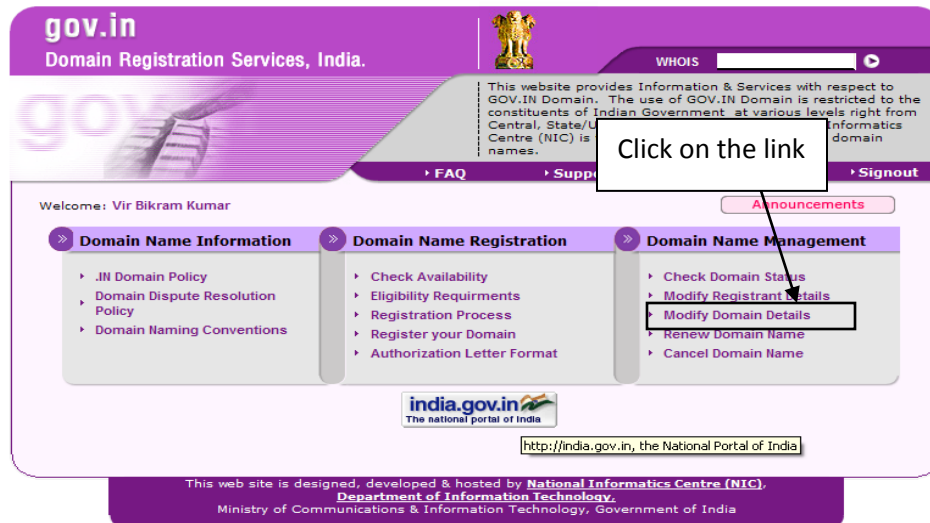 gov.in
Domain Registration Services, India.
WHOIS
gov
This website provides Information & Services with respect to
GOV.IN Domain. The use of GOV.IN Domain is restricted to the
constituents of Indian Government at various levels right from
Central, State/U nformatics
Centre (NIC) is domain
names.
Click on the link
FAQ Suppo Signout
Welcome: Vir Bikram Kumar
Announcements
Domain Name Information
.IN Domain Policy
Domain Dispute Resolution
Policy
Domain Naming Conventions
Domain Name Registration
Check Availability
Eligibility Requirments
Registration Process
Register your Domain
Authorization Letter Format
Domain Name Management
Check Domain Status
Modify Registrant Details
Modify Domain Details
Renew Domain Name
Cancel Domain Name
india.gov.in
The national portal of India
http://india.gov.in, the National Portal of India
This web site is designed, developed & hosted by National Informatics Centre (NIC),
Department of Information Technology,
Ministry of Communications & Information Technology, Government of India